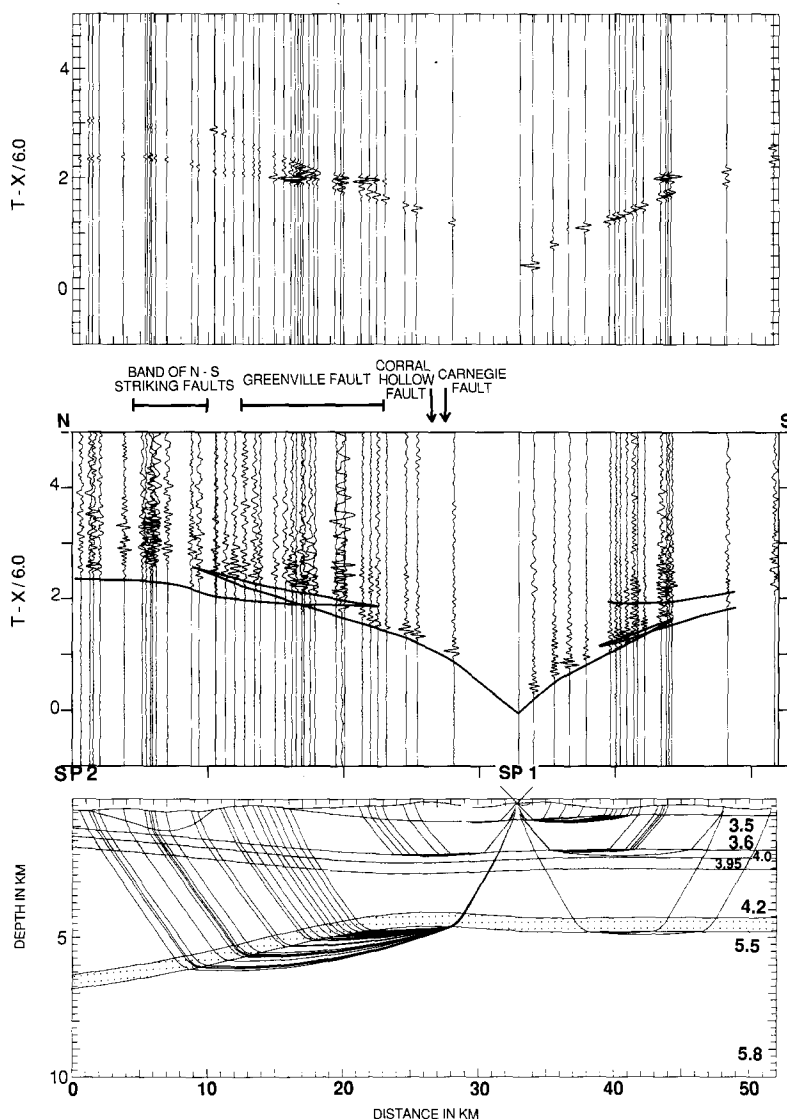 4
T - X / 6.0
2
0
BAND OF N - S
STRIKING FAULTS
GREENVILLE FAULT
CORRAL
HOLLOW
FAULT
CARNEGIE
FAULT
N
S
4
T - X / 6.0
2
0
SP 2
SP 1
3.5
3.6
4.0
3.95
4.2
5.5
5.8
DEPTH IN KM
5
10
0
10
20
30
40
50
DISTANCE IN KM